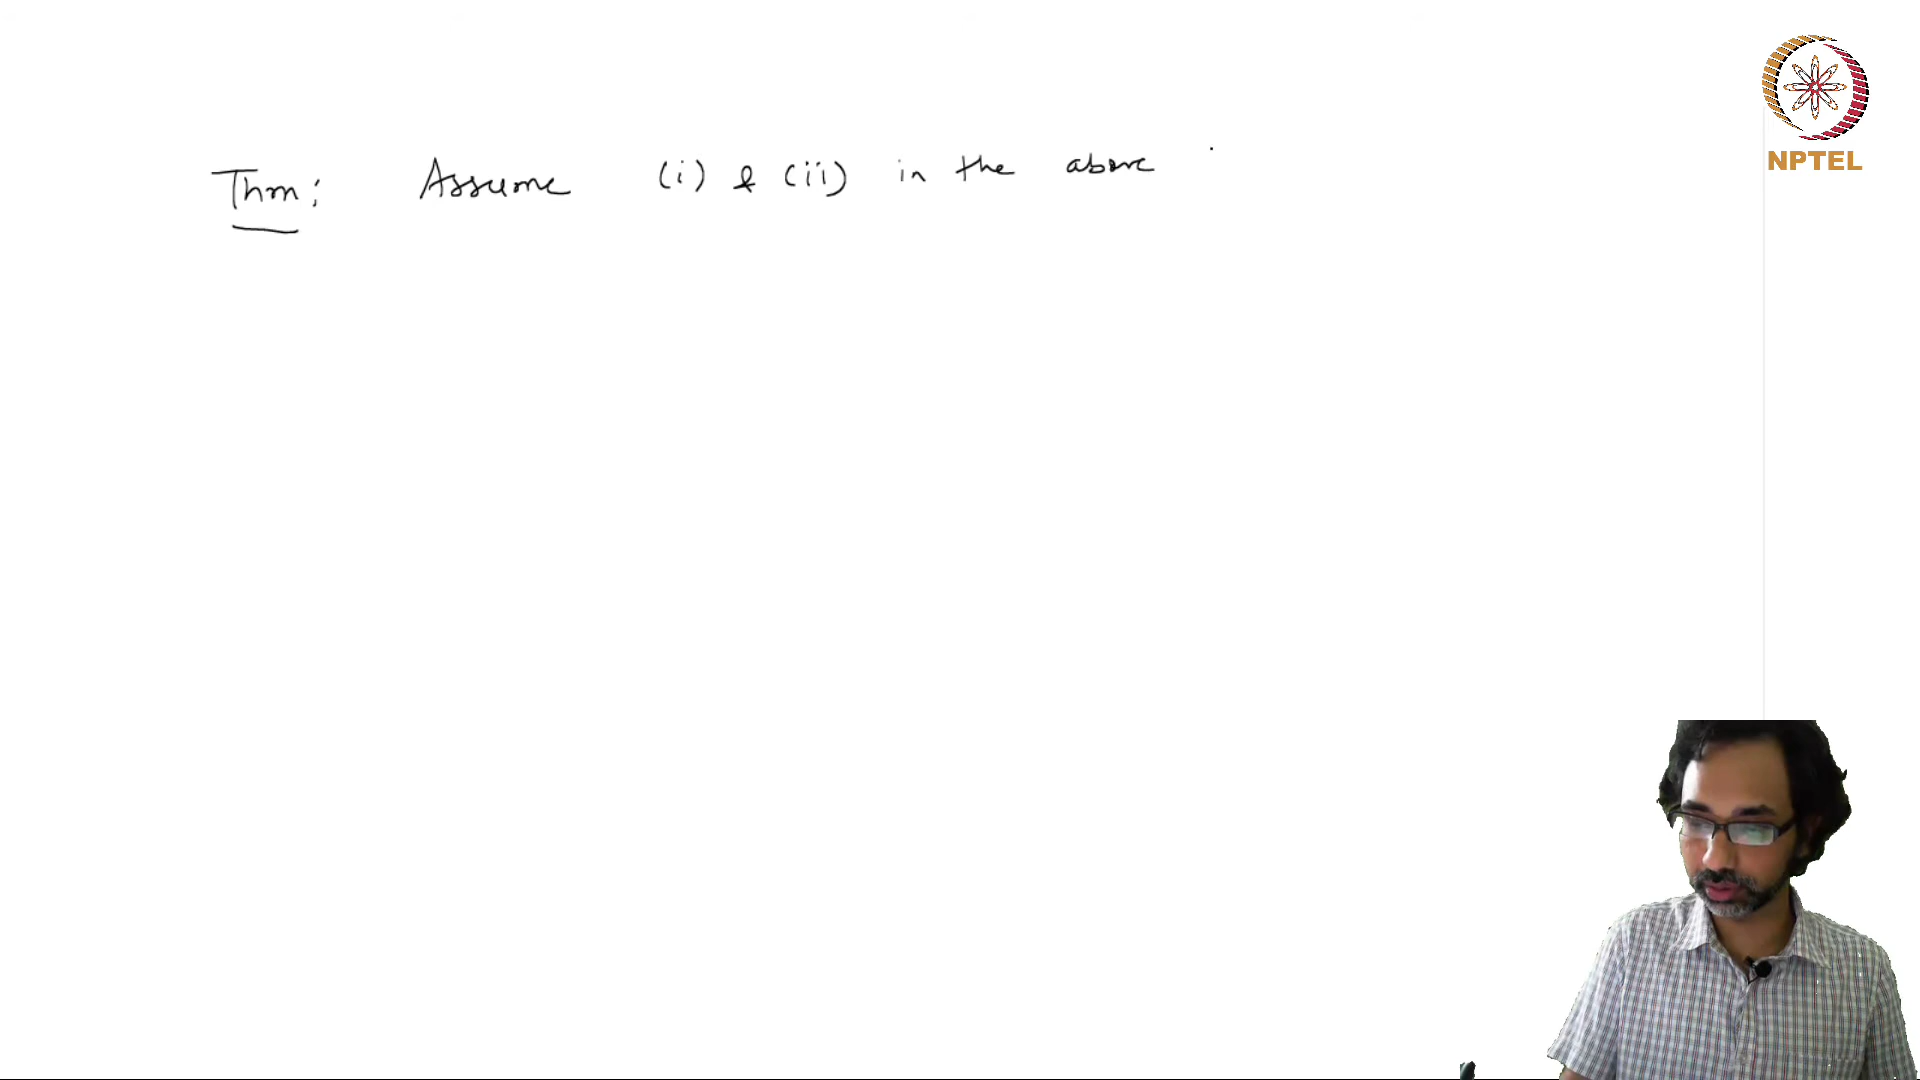 NPTEL
Thm: Assume (i) & (ii) in the above